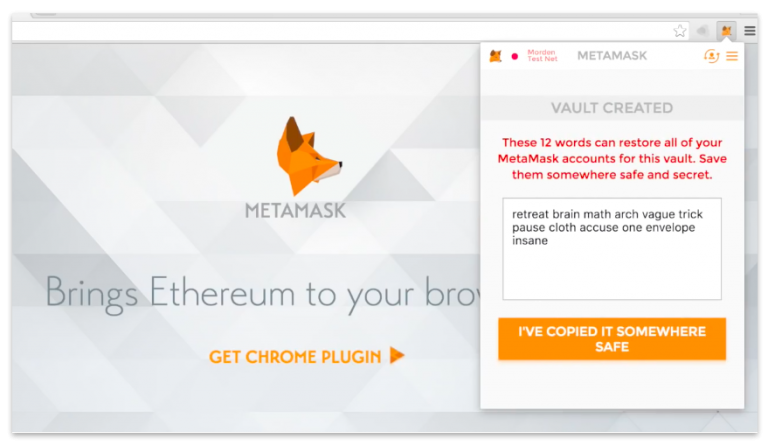 METAMASK
Brings Ethereum to your bro
GET CHROME PLUGIN
Morden
Test Net
METAMASK
VAULT CREATED
These 12 words can restore all of your
MetaMask accounts for this vault. Save
them somewhere safe and secret.
retreat brain math arch vague trick
pause cloth accuse one envelope
insane
I'VE COPIED IT SOMEWHERE
SAFE